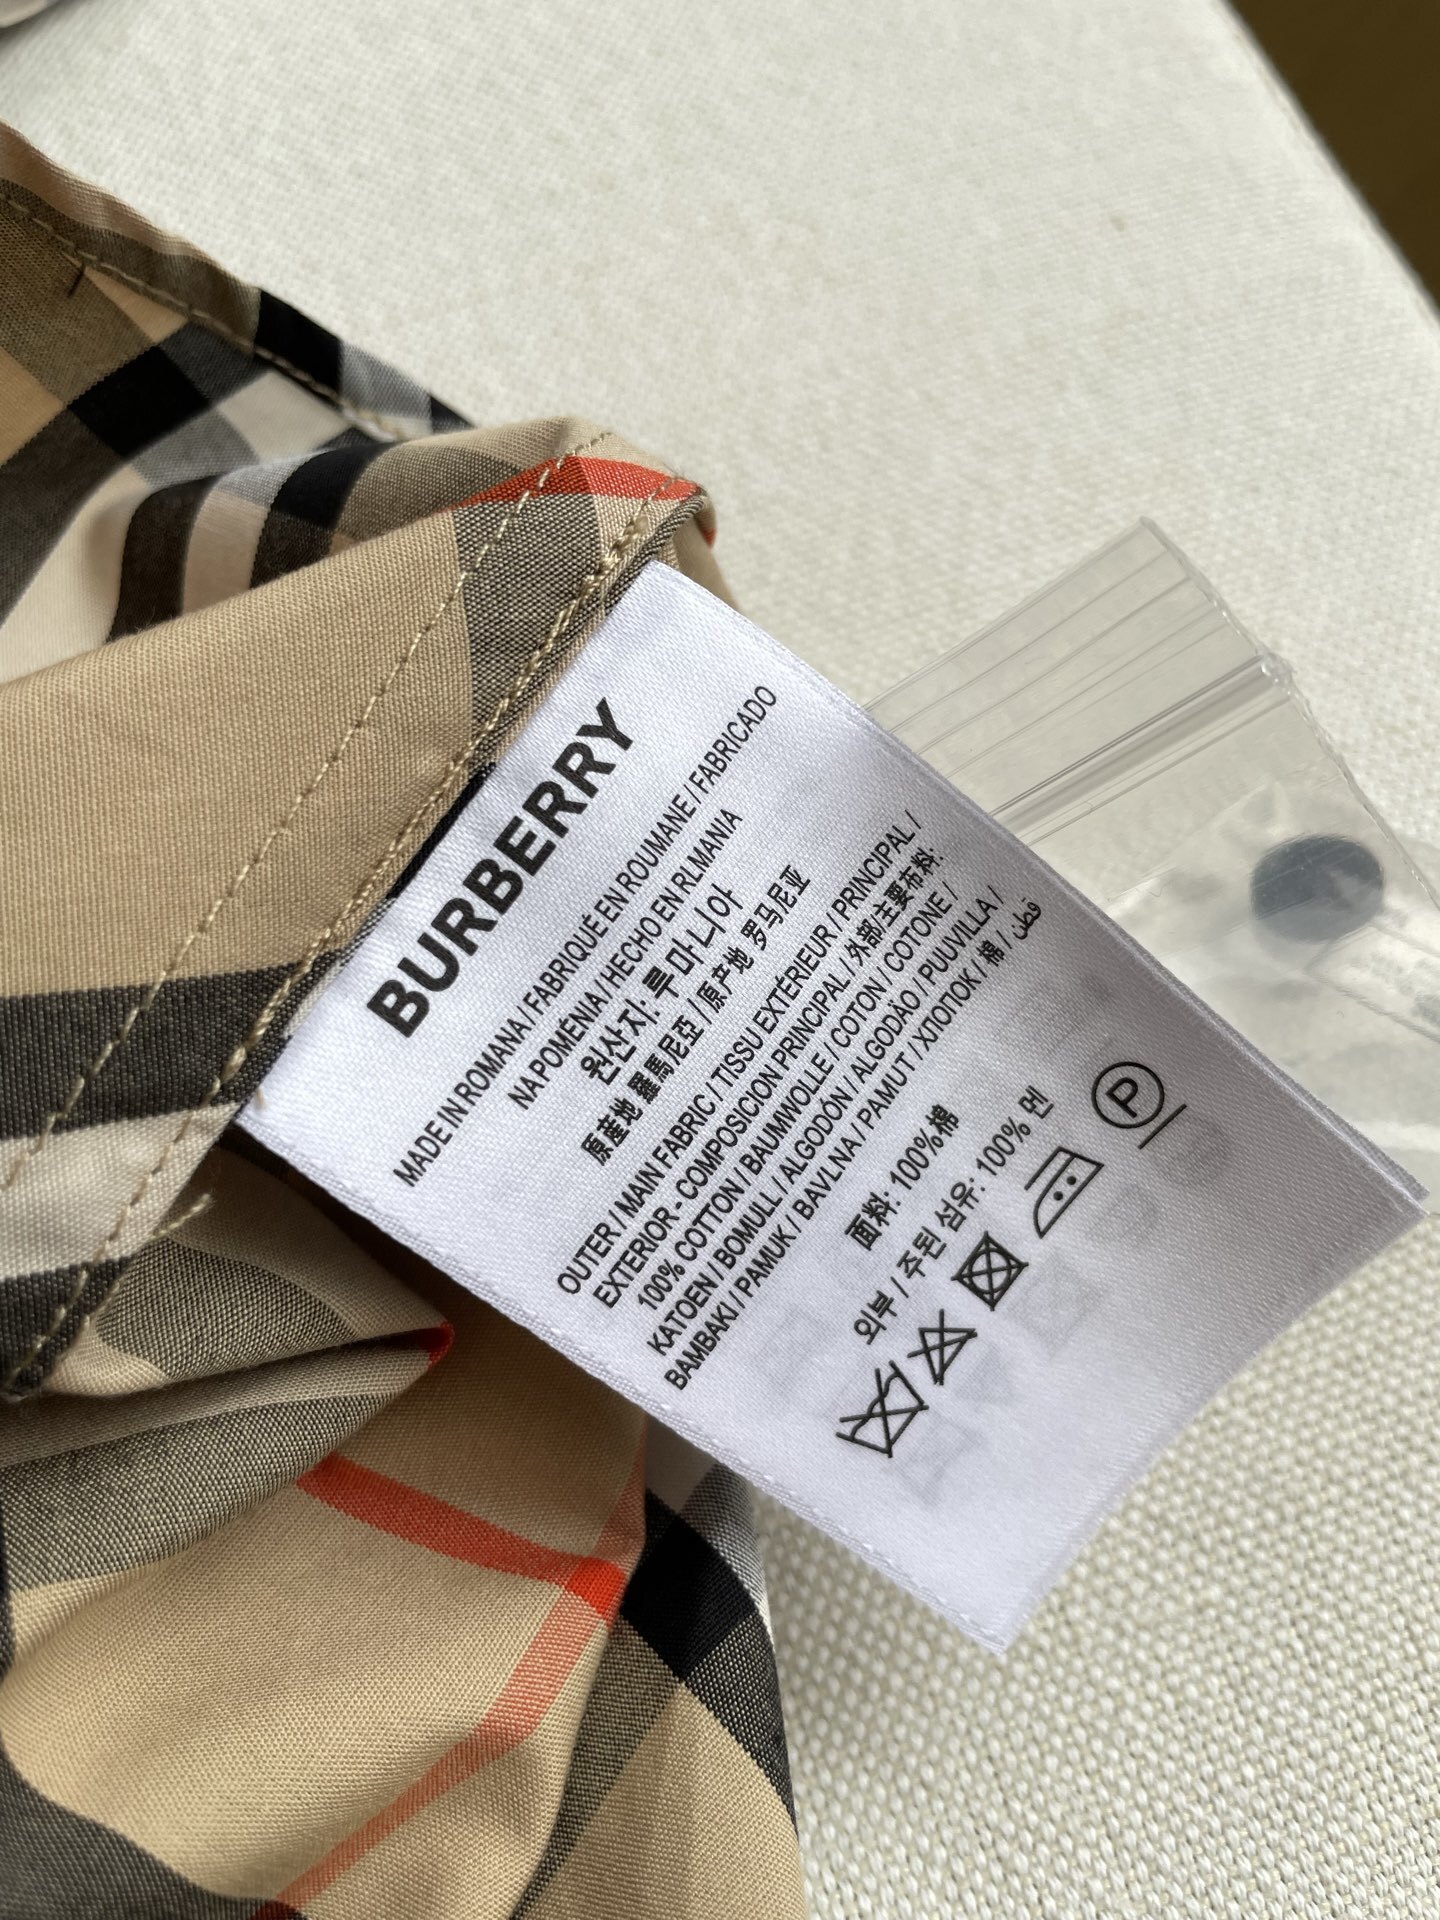 BURBERRY
MADE IN ROMANA / FABRIQUÉ EN ROUMANE / FABRICADO
NA POMÉNIA / HECHO EN RLMANIA
원산지: 루마니아
原産地 羅馬尼亞 / 原产地 罗马尼亚
OUTER / MAIN FABRIC / TISSU EXTÉRIEUR / PRINCIPAL /
EXTERIOR - COMPOSICION PRINCIPAL / 外部/主要布料:
100% COTTON / BAUMWOLLE / COTON / COTONE /
KATOEN / BOMULL / ALGODÓN / ALGODÃO / PUUVILLA /
BAMBAKI / PAMUK / BAVLNA / PAMUT / ХПОПОК / 棉 / قطن
面料: 100%棉
외부 / 주된 섬유: 100% 면
P